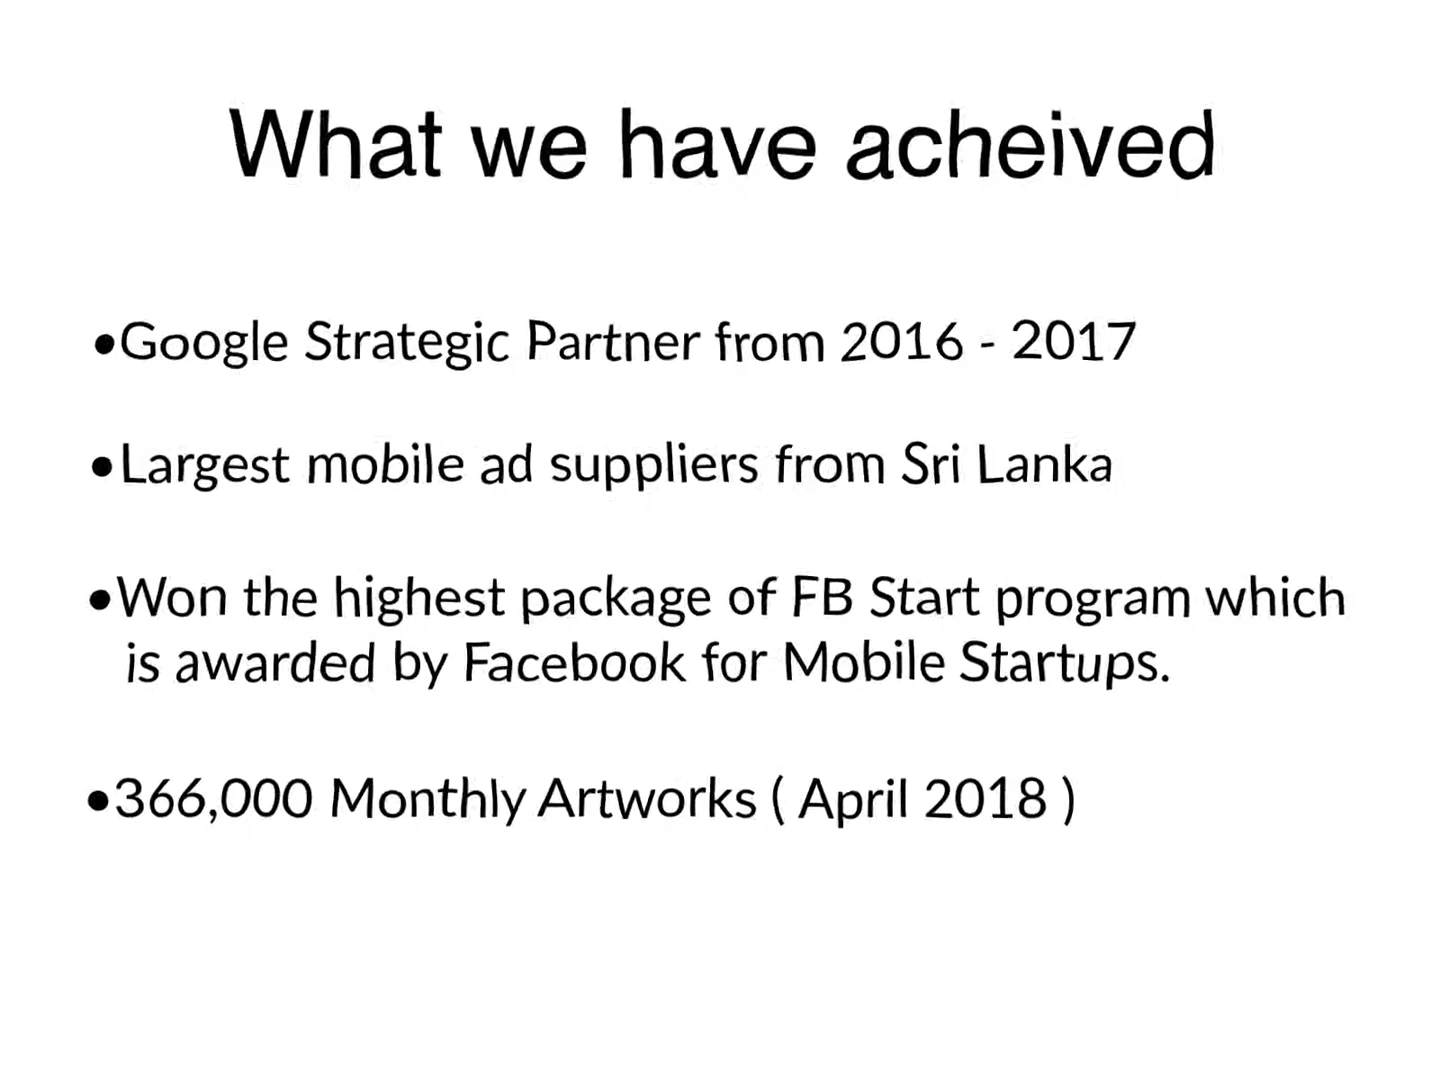 What we have acheived
•Google Strategic Partner from 2016 - 2017
•Largest mobile ad suppliers from Sri Lanka
•Won the highest package of FB Start program which
is awarded by Facebook for Mobile Startups.
•366,000 Monthly Artworks ( April 2018 )